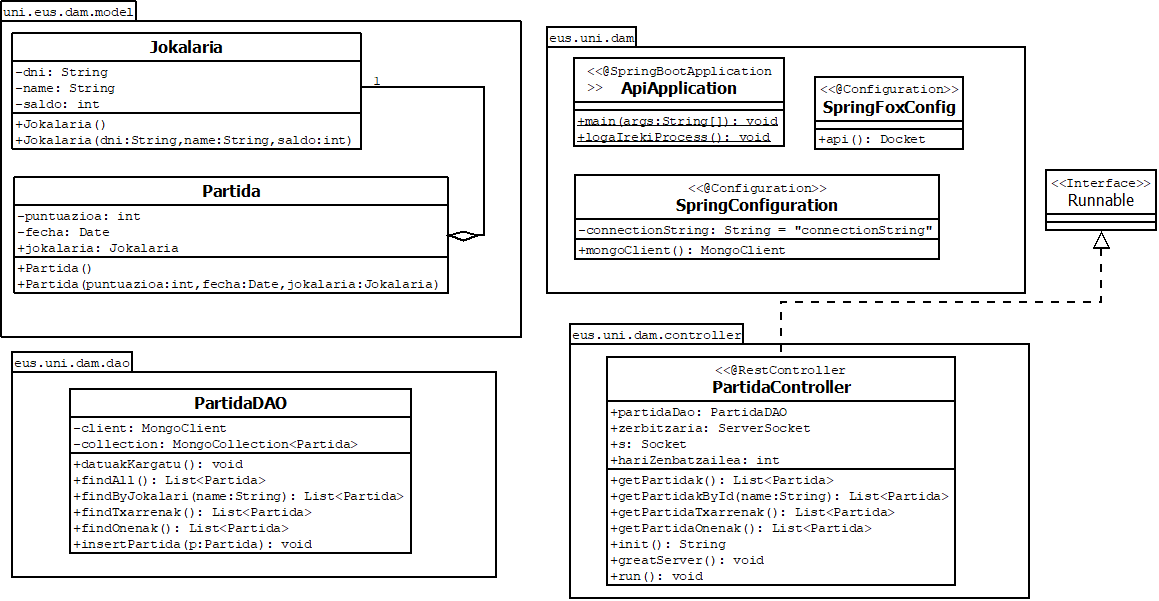 uni.eus.dam.model
Jokalaria
-dni: String
-name: String
-saldo: int
+Jokalaria()
+Jokalaria(dni:String,name:String,saldo:int)
1
Partida
-puntuazioa: int
-fecha: Date
+jokalaria: Jokalaria
+Partida()
+Partida(puntuazioa:int,fecha:Date,jokalaria:Jokalaria)
eus.uni.dam
<<@SpringBootApplication
>> ApiApplication
+main(args:String[]): void
+logaIrekiProcess(): void
<<@Configuration>>
SpringFoxConfig
+api(): Docket
<<@Configuration>>
SpringConfiguration
-connectionString: String = "connectionString"
+mongoClient(): MongoClient
<<Interface>>
Runnable
eus.uni.dam.dao
PartidaDAO
-client: MongoClient
-collection: MongoCollection<Partida>
+datuakKargatu(): void
+findAll(): List<Partida>
+findByJokalari(name:String): List<Partida>
+findTxarrenak(): List<Partida>
+findOnenak(): List<Partida>
+insertPartida(p:Partida): void
eus.uni.dam.controller
<<@RestController
PartidaController
+partidaDao: PartidaDAO
+zerbitzaria: ServerSocket
+s: Socket
+hariZenbatzailea: int
+getPartidak(): List<Partida>
+getPartidakById(name:String): List<Partida>
+getPartidaTxarrenak(): List<Partida>
+getPartidaOnenak(): List<Partida>
+init(): String
+greatServer(): void
+run(): void